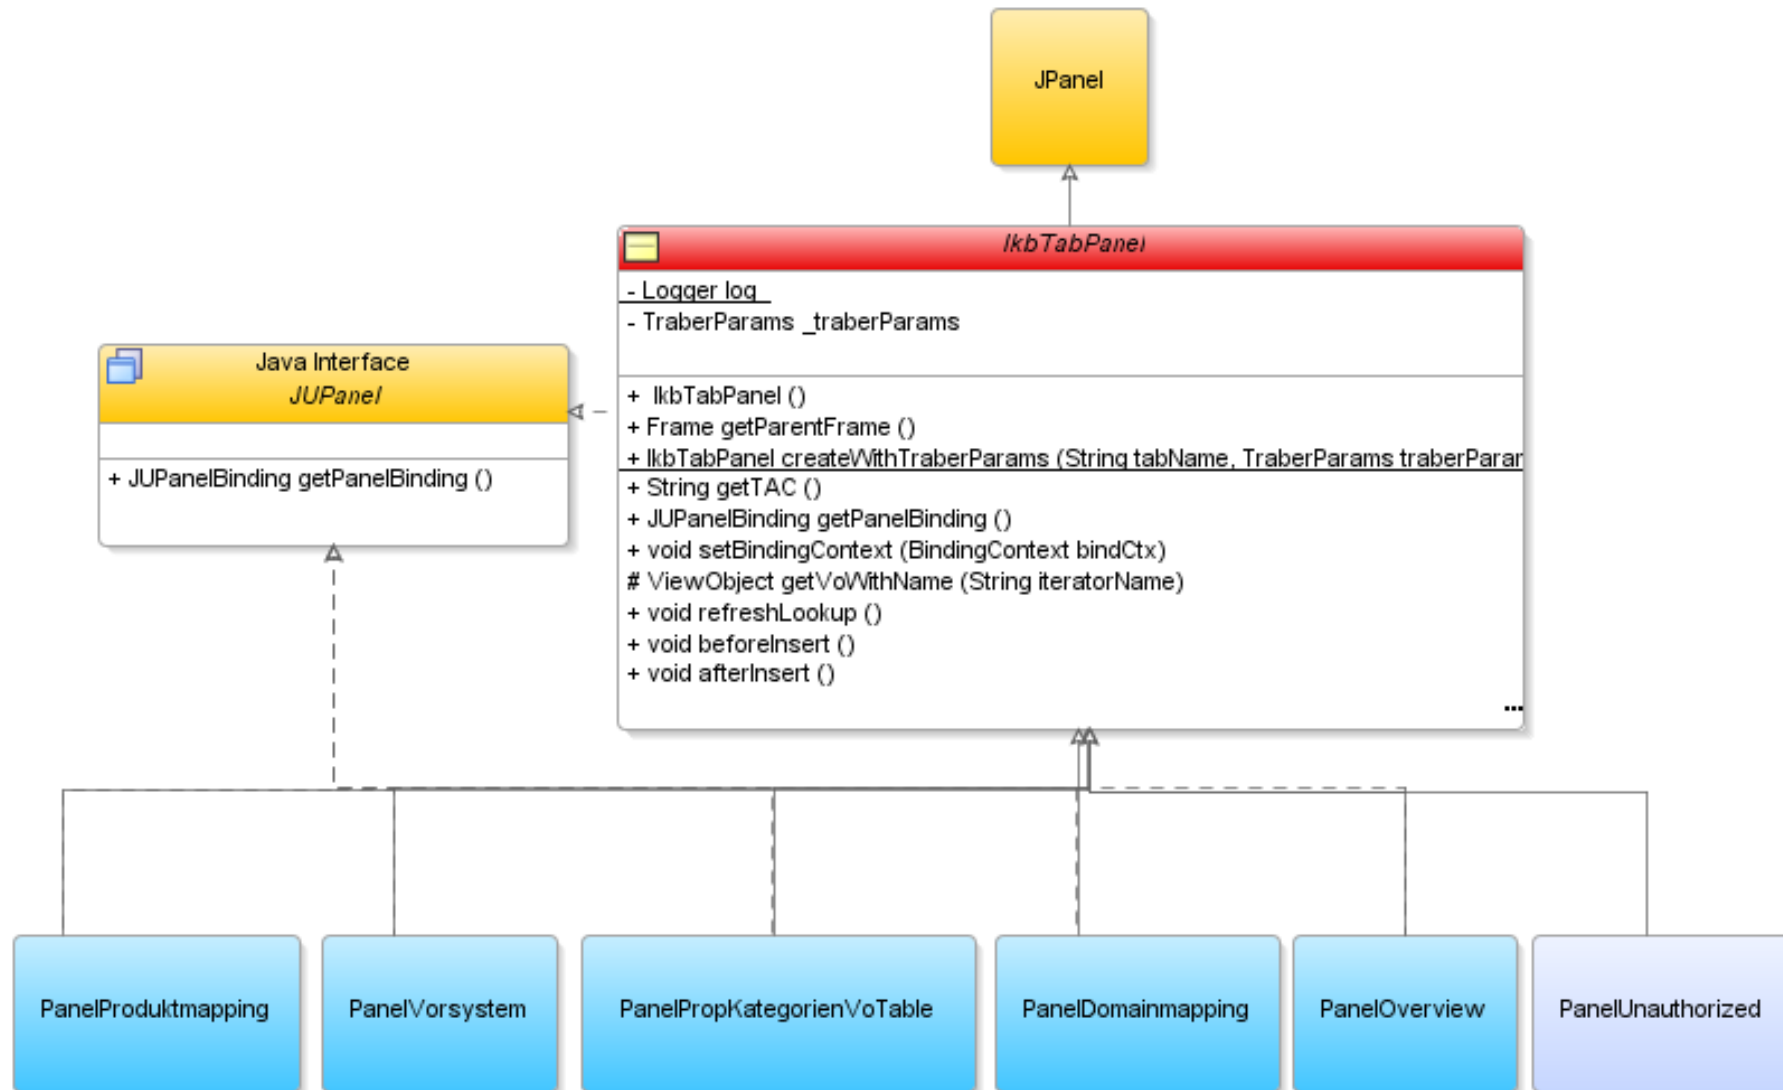 JPanel
IkbTabPanel
- Logger log
- TraberParams _traberParams
Java Interface
JUPanel
+ IkbTabPanel ()
+ Frame getParentFrame ()
+ IkbTabPanel createWithTraberParams (String tabName, TraberParams traberParar
+ JUPanelBinding getPanelBinding ()
+ String getTAC ()
+ JUPanelBinding getPanelBinding ()
+ void setBindingContext (BindingContext bindCtx)
# ViewObject getVoWithName (String iteratorName)
+ void refreshLookup ()
+ void beforeInsert ()
+ void afterInsert ()
...
PanelProduktmapping
PanelVorsystem
PanelPropKategorienVoTable
PanelDomainmapping
PanelOverview
PanelUnauthorized